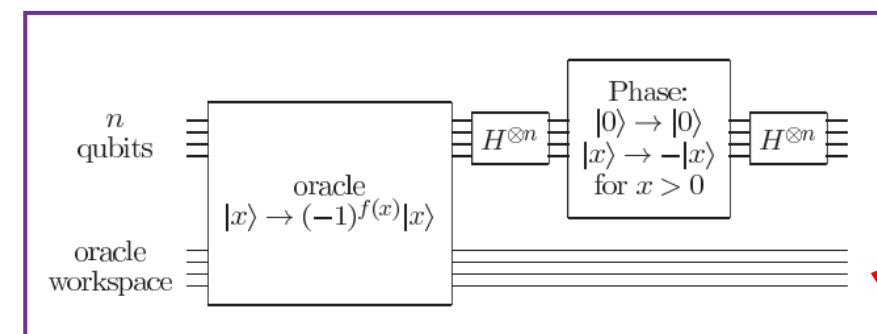 n
qubits
oracle
|x⟩ → (−1)^{f(x)}|x⟩
H^{⊗n}
Phase:
|0⟩ → |0⟩
|x⟩ → −|x⟩
for x > 0
H^{⊗n}
oracle
workspace